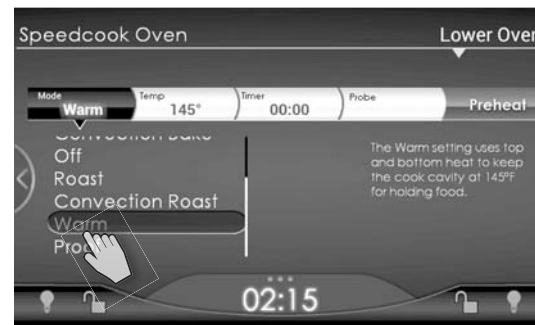 Speedcook Oven Lower Oven
Mode Temp Timer Probe
Warm 145° 00:00 Preheat
Off
Roast
Convection Roast
Warm
The Warm setting uses top
and bottom heat to keep
the cook cavity at 145°F
for holding food.
02:15